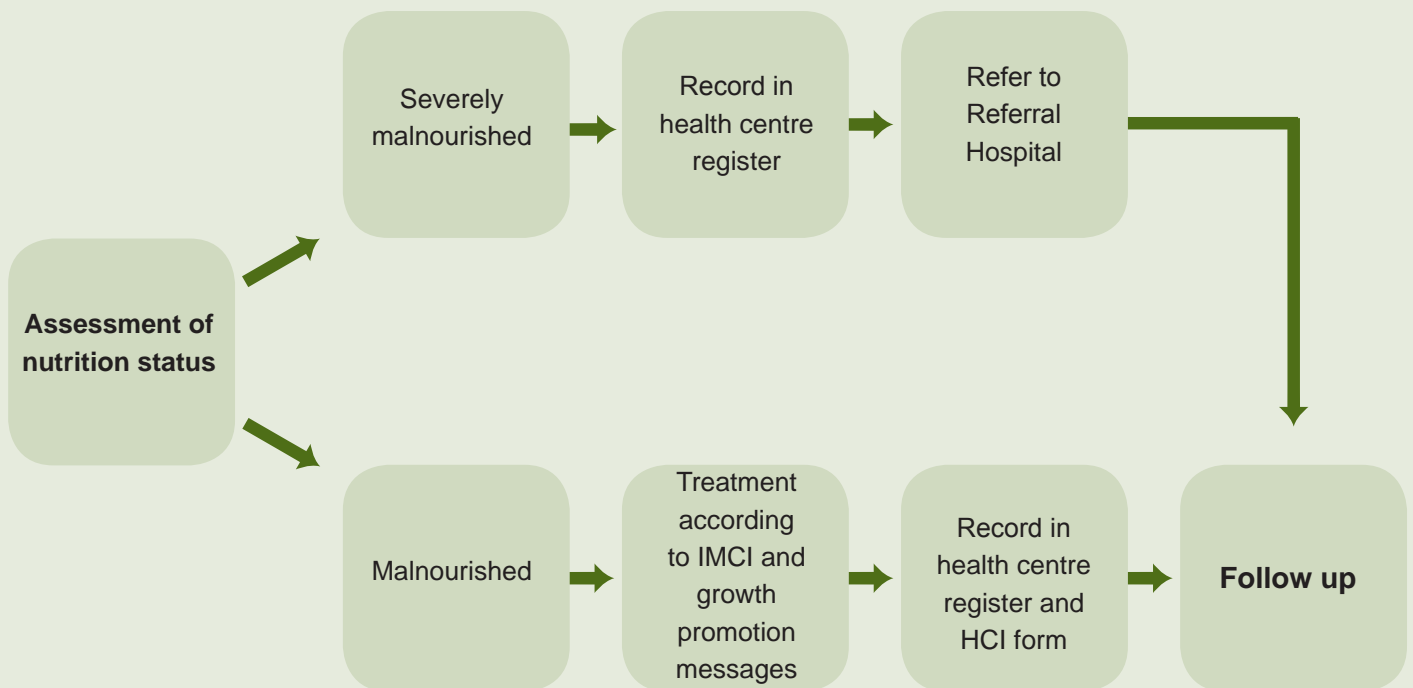 Severely
malnourished
Record in
health centre
register
Refer to
Referral
Hospital
Assessment of
nutrition status
Malnourished
Treatment
according
to IMCI and
growth
promotion
messages
Record in
health centre
register and
HCI form
Follow up